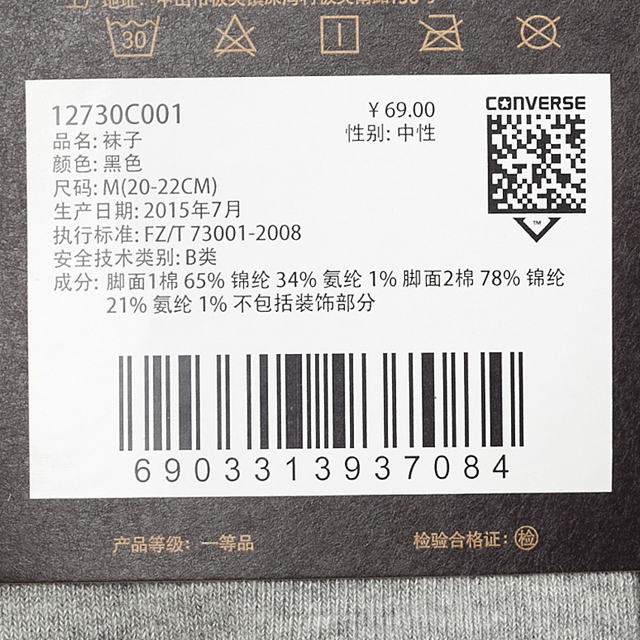 30
12730C001
￥69.00
CONVERSE
品名: 袜子
性别: 中性
颜色: 黑色
尺码: M(20-22CM)
生产日期: 2015年7月
TM
执行标准: FZ/T 73001-2008
安全技术类别: B类
成分: 脚面1棉 65% 锦纶 34% 氨纶 1% 脚面2棉 78% 锦纶
21% 氨纶 1% 不包括装饰部分
6903313937084
产品等级: 一等品
检验合格证: 检